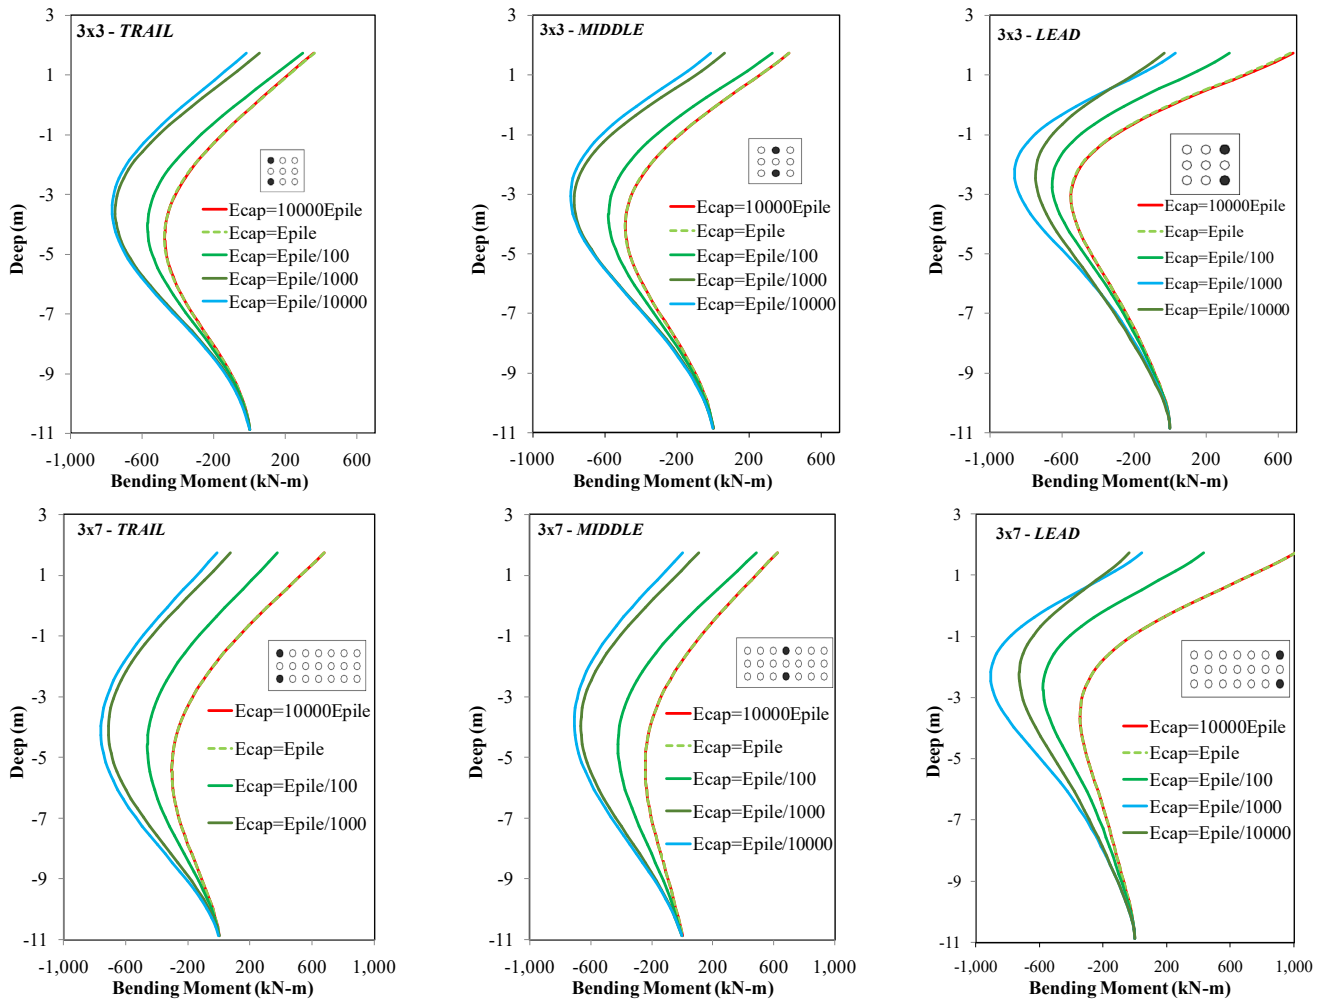 3x3 - TRAIL
3
1
-1
-3
-5
-7
-9
-11
Deep (m)
Ecap=10000Epile
Ecap=Epile
Ecap=Epile/100
Ecap=Epile/1000
Ecap=Epile/10000
-1,000 -600 -200 200 600
Bending Moment (kN-m)
3x3 - MIDDLE
3
1
-1
-3
-5
-7
-9
-11
Deep (m)
Ecap=10000Epile
Ecap=Epile
Ecap=Epile/100
Ecap=Epile/1000
Ecap=Epile/10000
-1,000 -600 -200 200 600
Bending Moment (kN-m)
3x3 - LEAD
3
1
-1
-3
-5
-7
-9
-11
Deep (m)
Ecap=10000Epile
Ecap=Epile
Ecap=Epile/100
Ecap=Epile/1000
Ecap=Epile/10000
-1,000 -600 -200 200 600
Bending Moment(kN-m)
3x7 - TRAIL
3
1
-1
-3
-5
-7
-9
-11
Deep (m)
Ecap=10000Epile
Ecap=Epile
Ecap=Epile/100
Ecap=Epile/1000
-1,000 -600 -200 200 600 1,000
Bending Moment (kN-m)
3x7 - MIDDLE
3
1
-1
-3
-5
-7
-9
-11
Deep (m)
Ecap=10000Epile
Ecap=Epile
Ecap=Epile/100
Ecap=Epile/1000
Ecap=Epile/10000
-1,000 -600 -200 200 600 1,000
Bending Moment (kN-m)
3x7 - LEAD
3
1
-1
-3
-5
-7
-9
-11
Deep (m)
Ecap=10000Epile
Ecap=Epile
Ecap=Epile/100
Ecap=Epile/1000
Ecap=Epile/10000
-1,000 -600 -200 200 600 1,000
Bending Moment (kN-m)